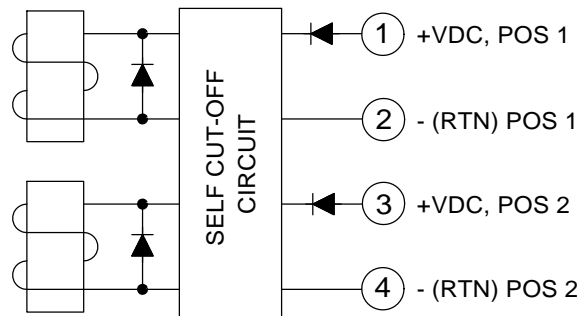 SELF CUT-OFF
CIRCUIT
1 +VDC, POS 1
2 - (RTN) POS 1
3 +VDC, POS 2
4 - (RTN) POS 2